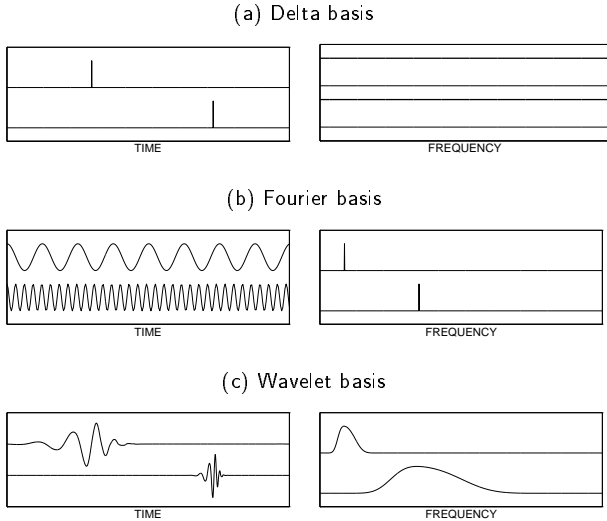 (a) Delta basis
TIME
FREQUENCY
(b) Fourier basis
TIME
FREQUENCY
(c) Wavelet basis
TIME
FREQUENCY